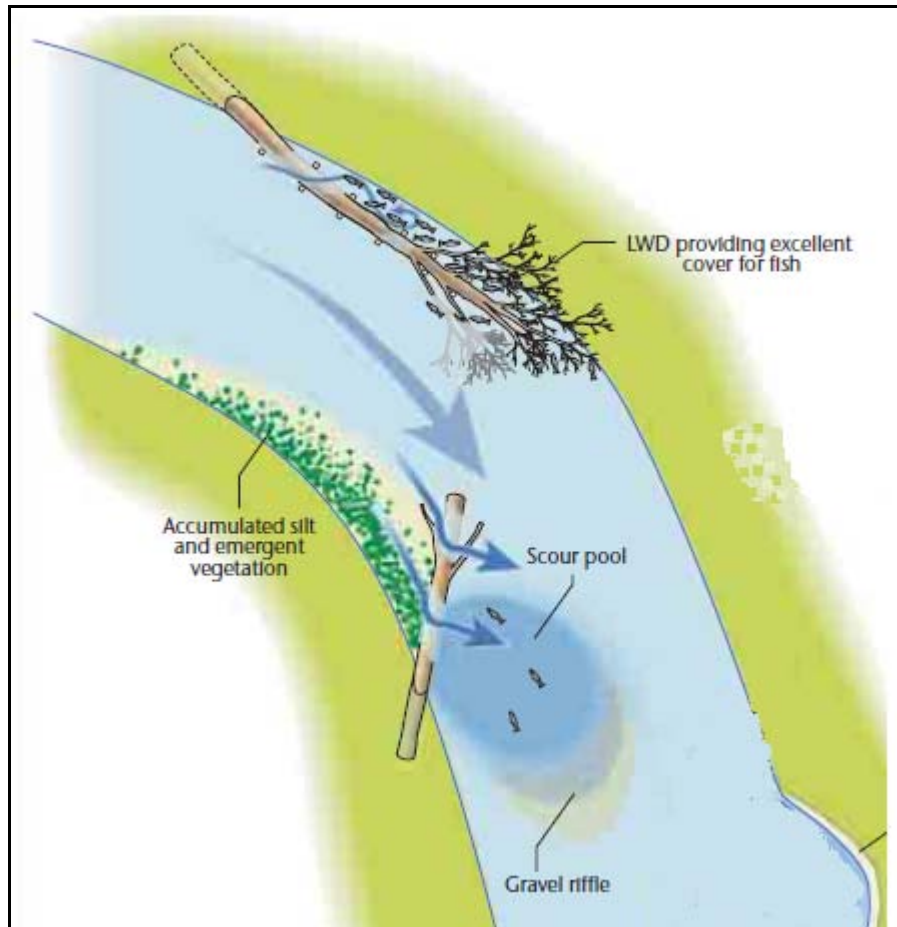 LWD providing excellent
cover for fish
Accumulated silt
and emergent
vegetation
Scour pool
Gravel riffle